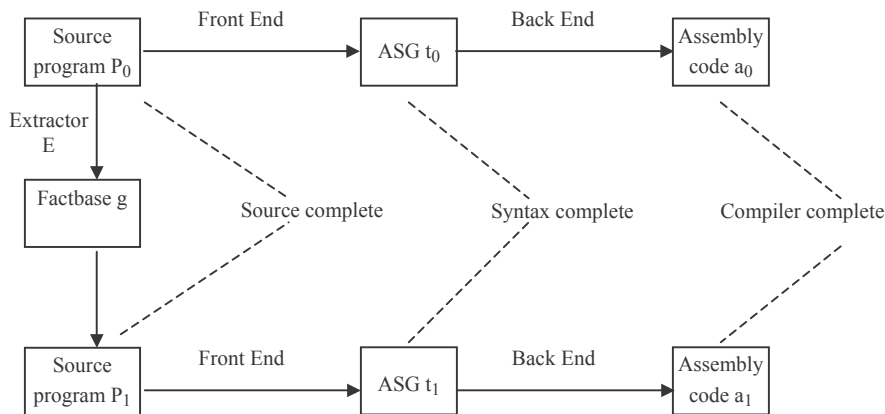 Front End
Back End
Source
program P₀
ASG t₀
Assembly
code a₀
Extractor
E
Factbase g
Source complete
Syntax complete
Compiler complete
Front End
Back End
Source
program P₁
ASG t₁
Assembly
code a₁